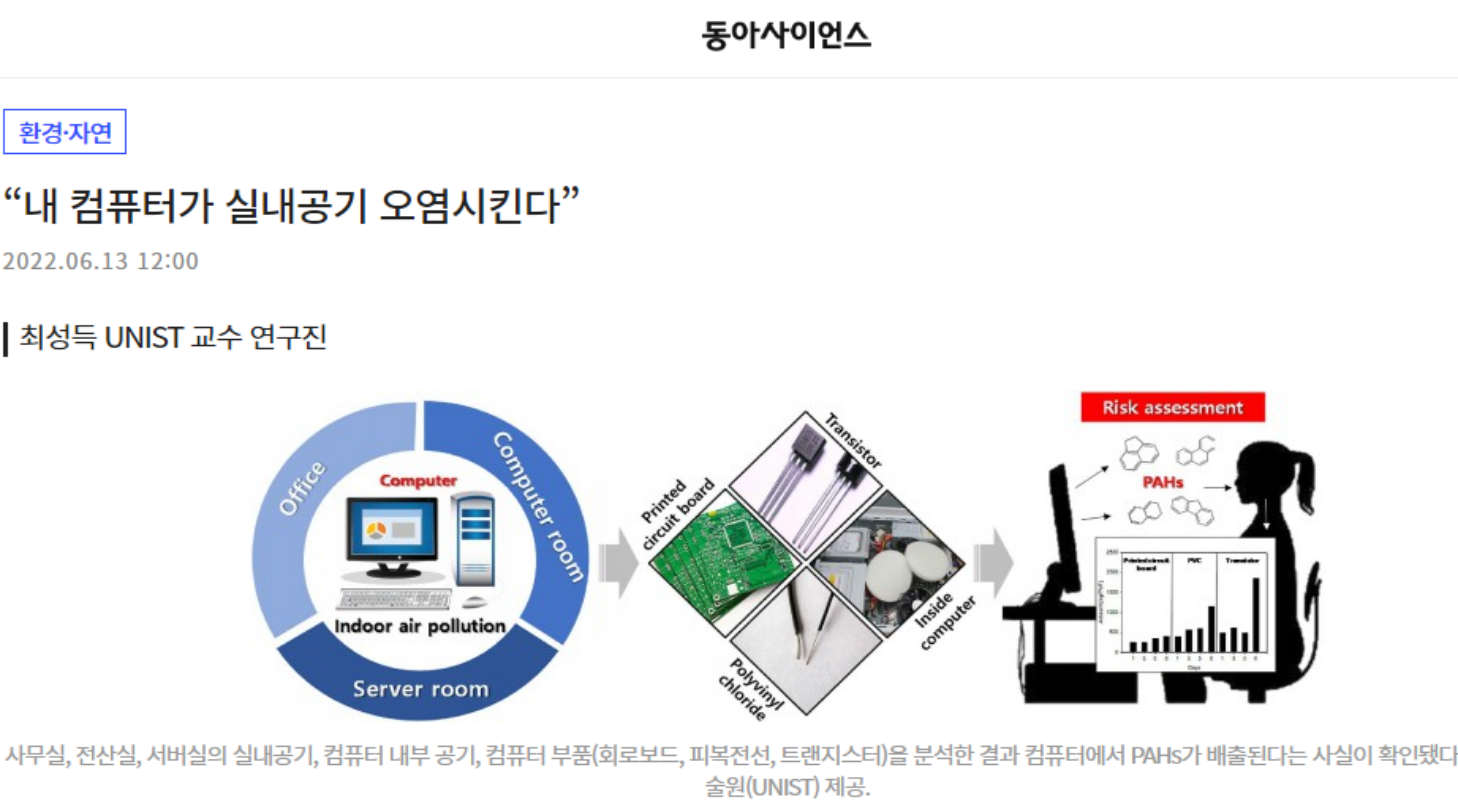 동아사이언스
환경·자연
“내 컴퓨터가 실내공기 오염시킨다”
2022.06.13 12:00
최성득 UNIST 교수 연구진
Office
Computer room
Computer
Indoor air pollution
Server room
Transistor
Printed
circuit board
Inside
computer
Polyvinyl
chloride
Risk assessment
PAHs
Printed circuit
board
PVC
Transistor
Days
사무실, 전산실, 서버실의 실내공기, 컴퓨터 내부 공기, 컴퓨터 부품(회로보드, 피복전선, 트랜지스터)을 분석한 결과 컴퓨터에서 PAHs가 배출된다는 사실이 확인됐다
술원(UNIST) 제공.